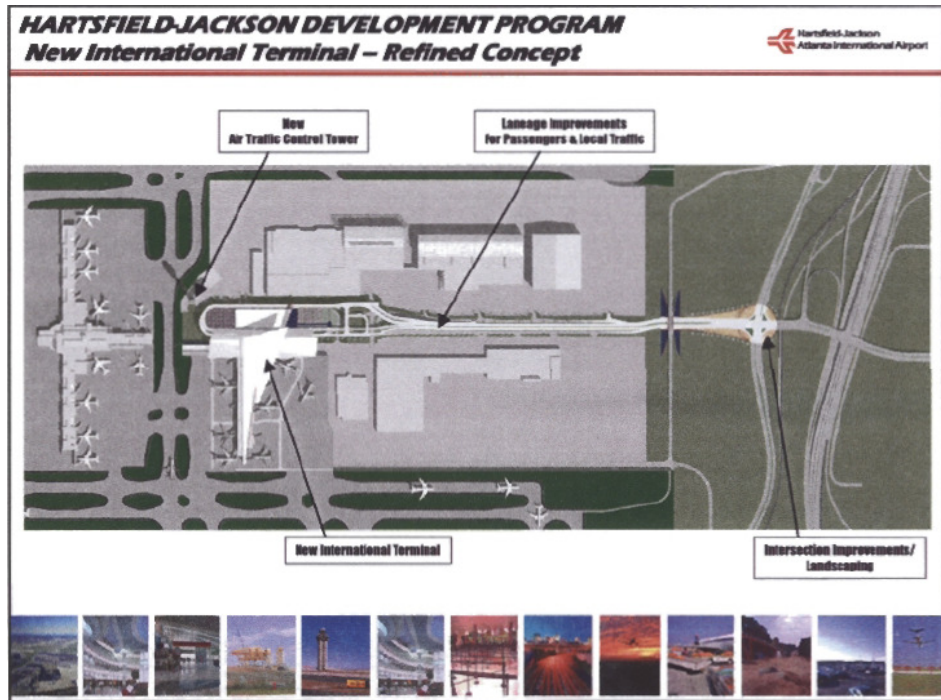 HARTSFIELD-JACKSON DEVELOPMENT PROGRAM
New International Terminal – Refined Concept
Hartsfield-Jackson
Atlanta International Airport
New
Air Traffic Control Tower
Laneage Improvements
for Passengers & Local Traffic
New International Terminal
Intersection Improvements/
Landscaping